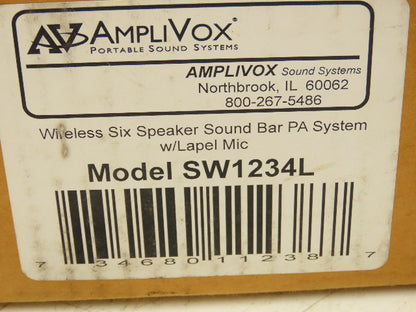 AMPLIVOX®
PORTABLE SOUND SYSTEMS
AMPLIVOX Sound Systems
Northbrook, IL 60062
800-267-5486
Wireless Six Speaker Sound Bar PA System
w/Lapel Mic
Model SW1234L
7 34680 11238 7